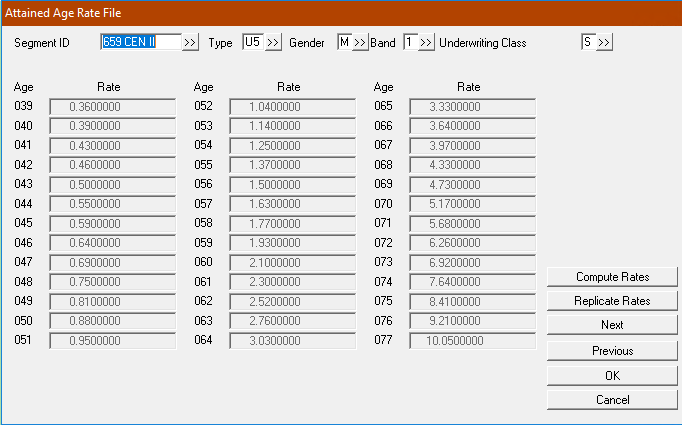 Attained Age Rate File
Segment ID 659 CEN II >> Type U5 >> Gender M >> Band 1 >> Underwriting Class S >>
Age Rate Age Rate Age Rate
039 0.3600000 052 1.0400000 065 3.3300000
040 0.3900000 053 1.1400000 066 3.6400000
041 0.4300000 054 1.2500000 067 3.9700000
042 0.4600000 055 1.3700000 068 4.3300000
043 0.5000000 056 1.5000000 069 4.7300000
044 0.5500000 057 1.6300000 070 5.1700000
045 0.5900000 058 1.7700000 071 5.6800000
046 0.6400000 059 1.9300000 072 6.2600000
047 0.6900000 060 2.1000000 073 6.9200000
048 0.7500000 061 2.3000000 074 7.6400000
049 0.8100000 062 2.5200000 075 8.4100000
050 0.8800000 063 2.7600000 076 9.2100000
051 0.9500000 064 3.0300000 077 10.0500000
Compute Rates
Replicate Rates
Next
Previous
OK
Cancel